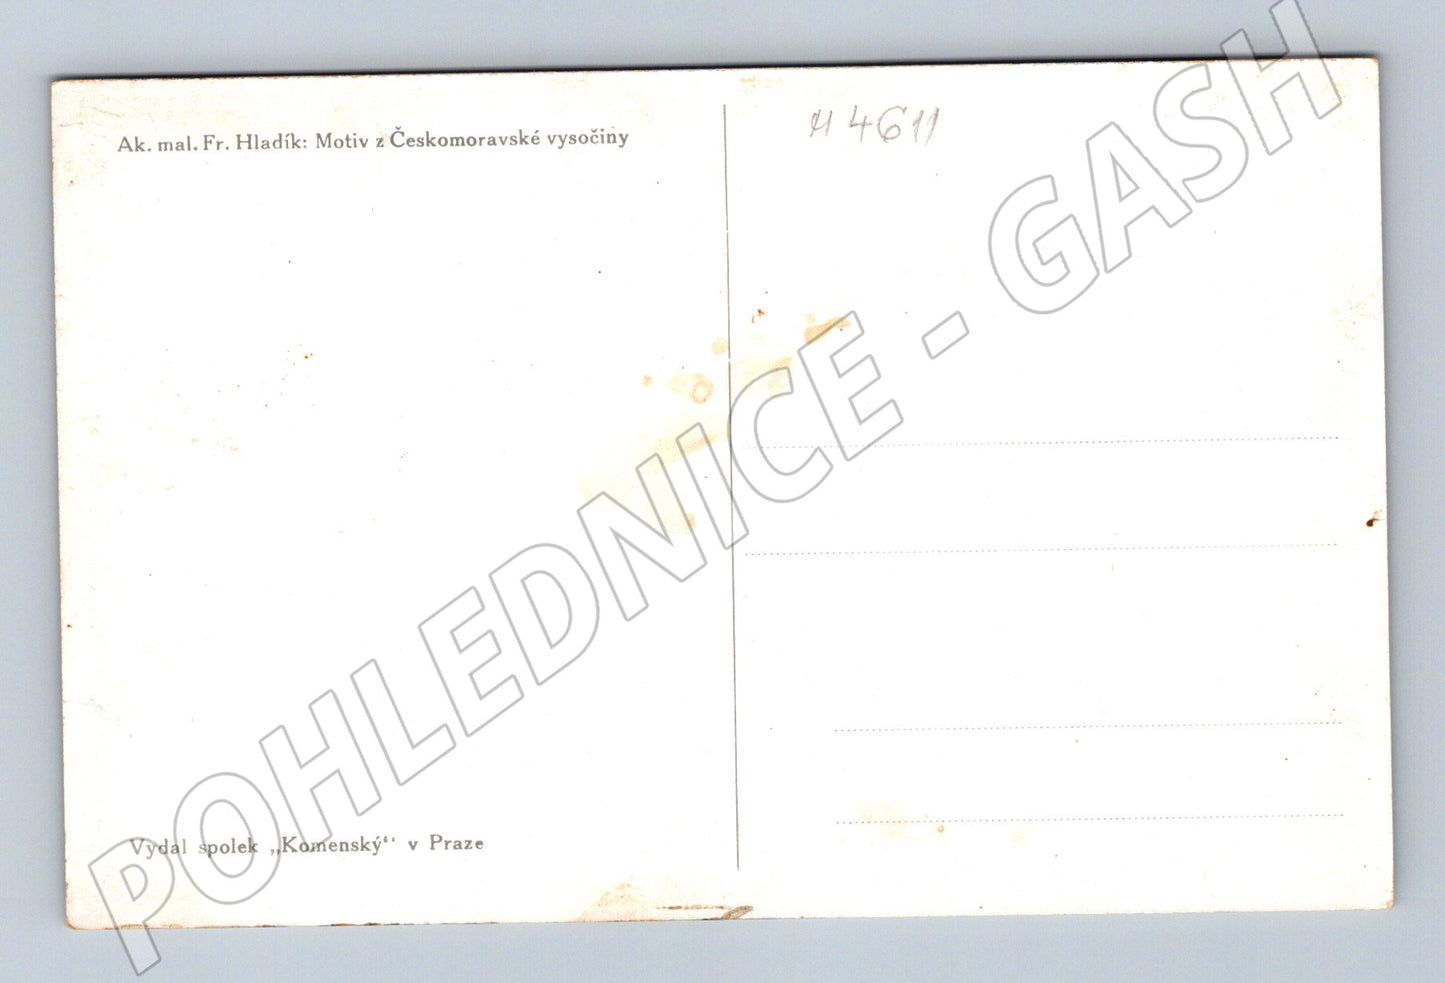 Ak. mal. Fr. Hladík: Motiv z Českomoravské vysočiny
H 4611
Vydal spolek „Komenský“ v Praze
POHLEDNICE - GASH